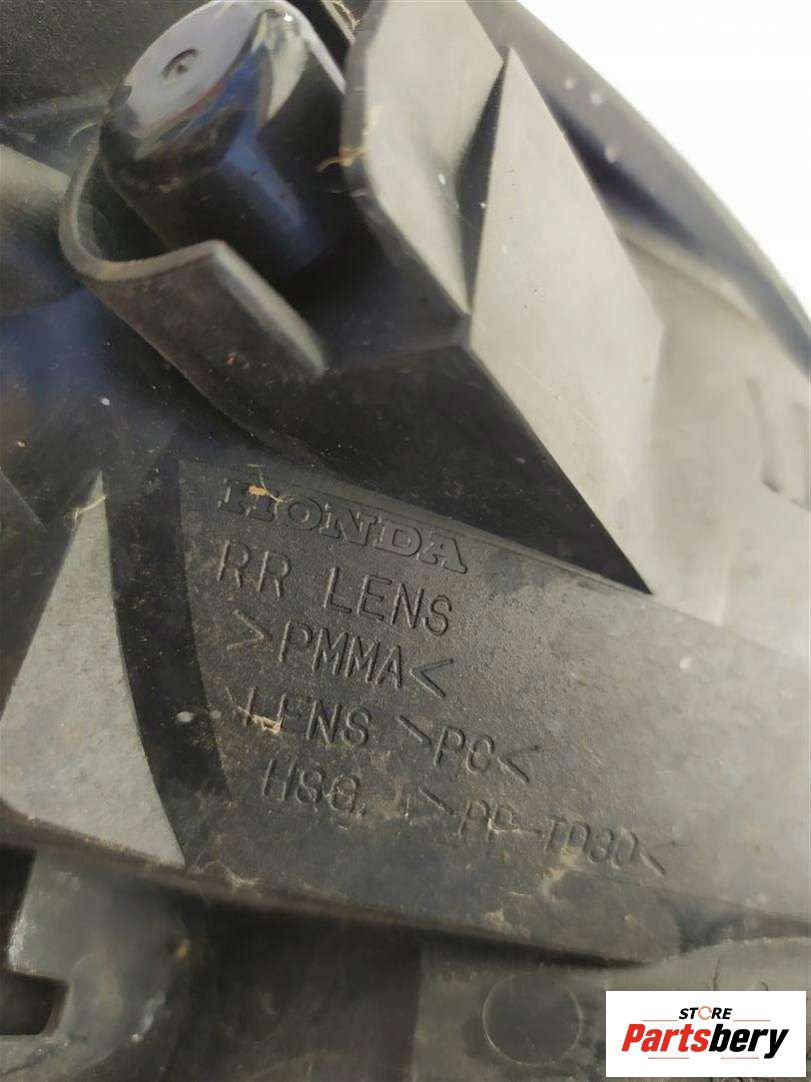 HONDA
RR LENS
>PMMA<
LENS >PC<
HSG. >PP-TD30<
STORE
Partsbery